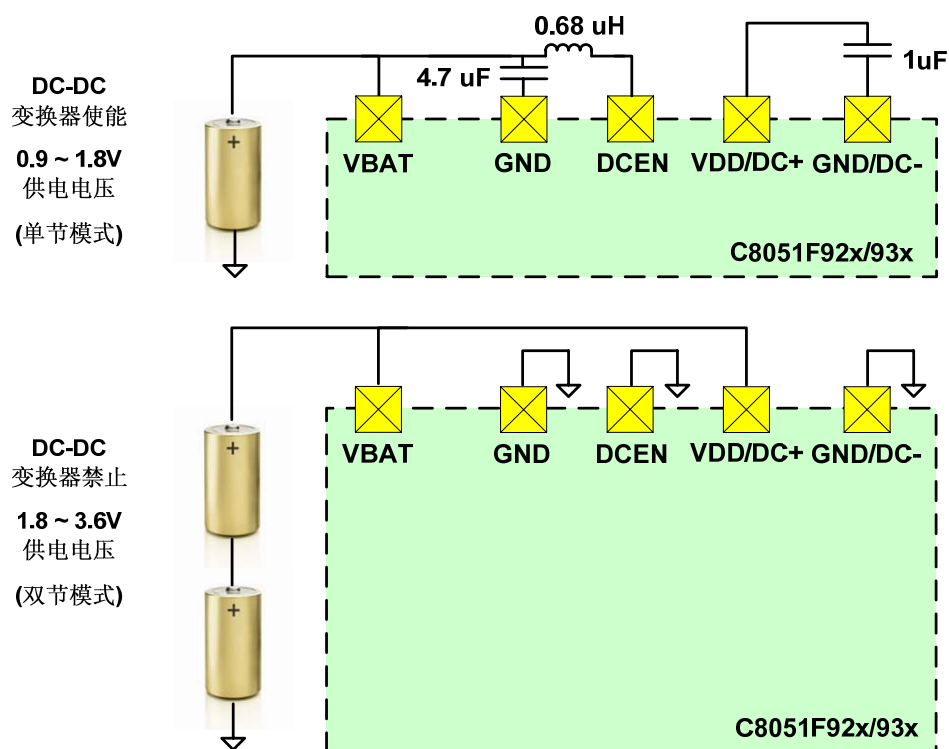 0.68 uH
4.7 uF
1uF
DC-DC
变换器使能
0.9 ~ 1.8V
供电电压
(单节模式)
+
VBAT
GND
DCEN
VDD/DC+
GND/DC-
C8051F92x/93x
DC-DC
变换器禁止
1.8 ~ 3.6V
供电电压
(双节模式)
+
+
VBAT
GND
DCEN
VDD/DC+
GND/DC-
C8051F92x/93x